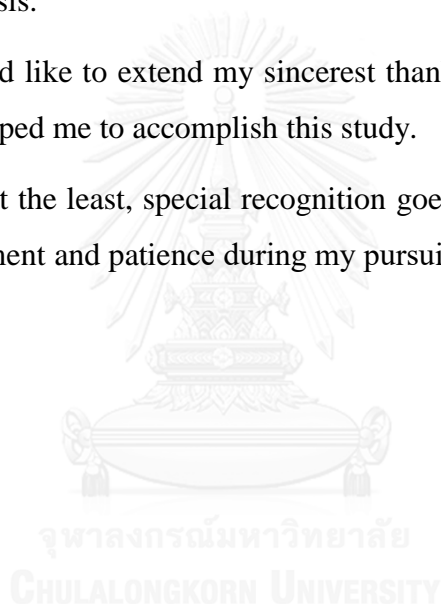 sis.
d like to extend my sincerest than
ped me to accomplish this study.
t the least, special recognition goe
nent and patience during my pursui
จุฬาลงกรณ์มหาวิทยาลัย
CHULALONGKORN UNIVERSITY